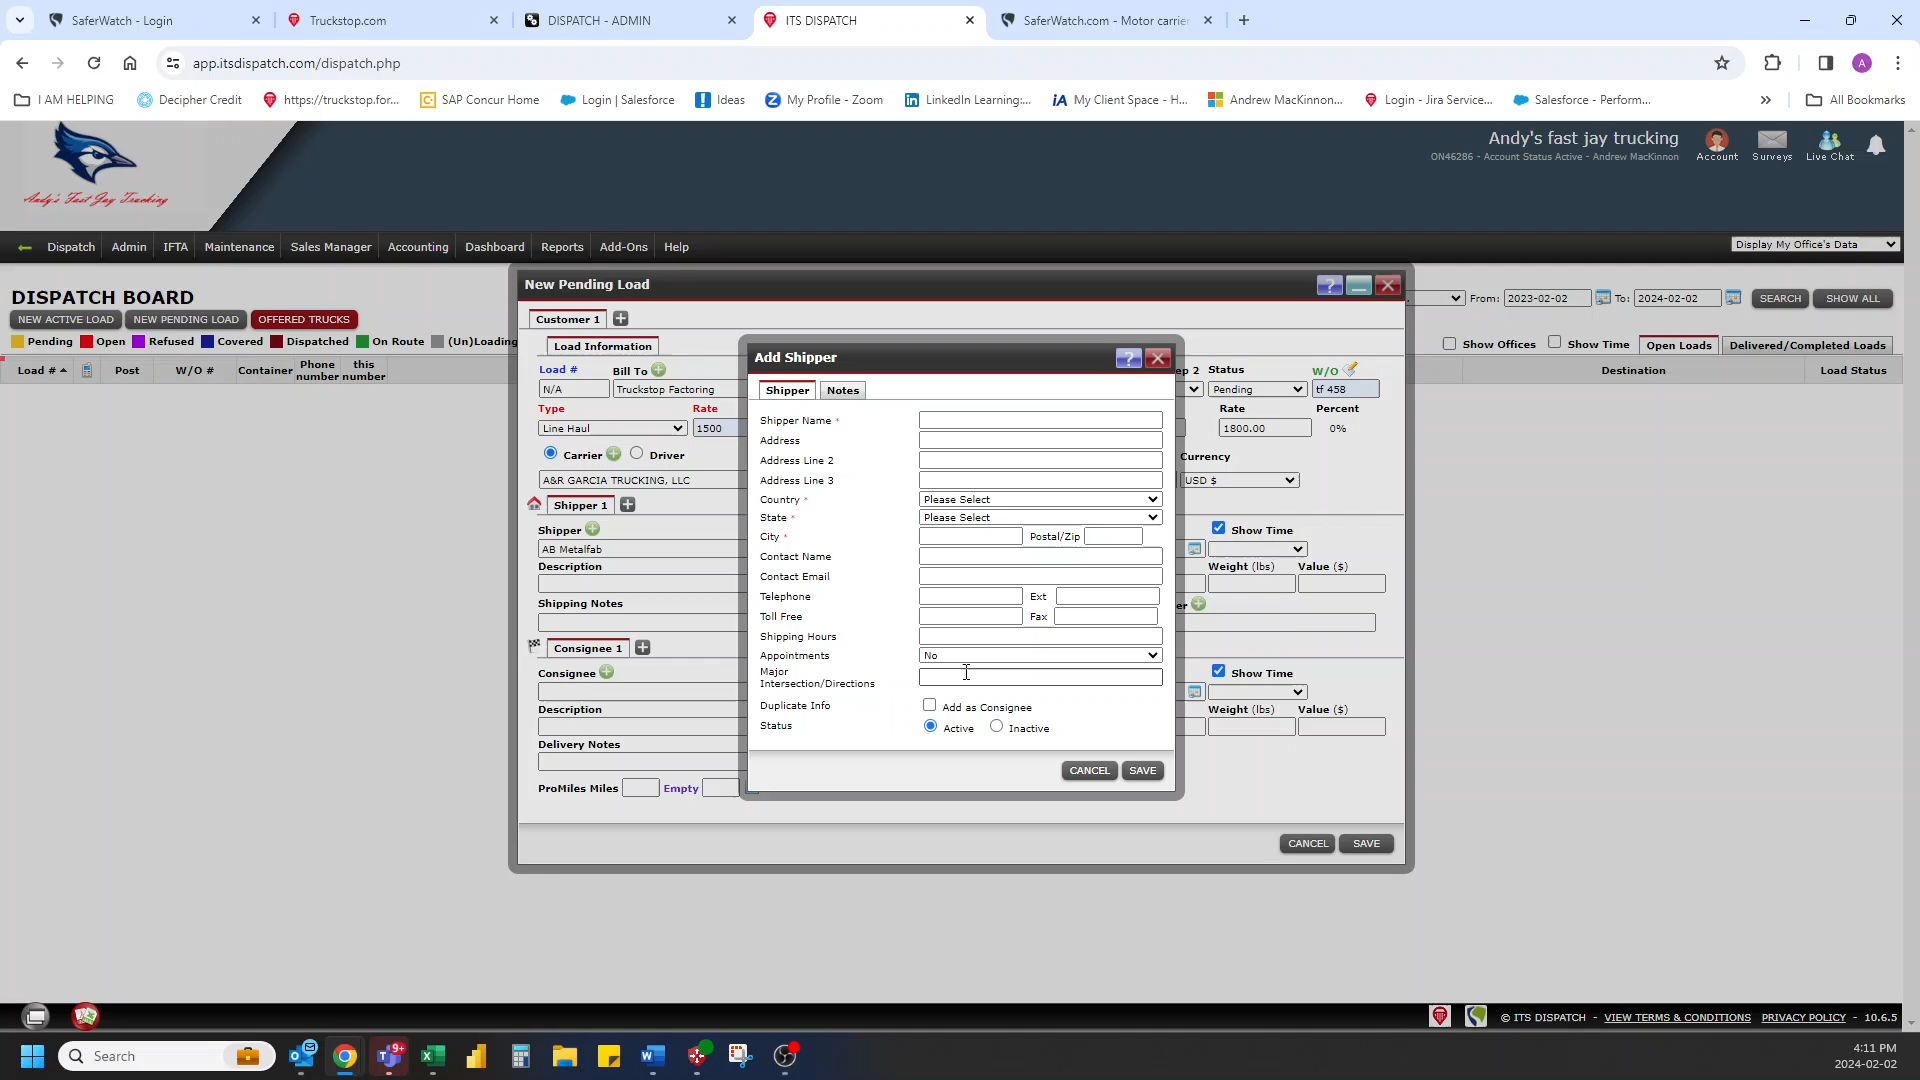 SaferWatch - Login
Truckstop.com
DISPATCH - ADMIN
ITS DISPATCH
SaferWatch.com - Motor carrier
app.itsdispatch.com/dispatch.php
A
I AM HELPING
Decipher Credit
https://truckstop.for...
SAP Concur Home
Login | Salesforce
Ideas
My Profile - Zoom
LinkedIn Learning:...
My Client Space - H...
Andrew MacKinnon...
Login - Jira Service...
Salesforce - Perform...
All Bookmarks
Andy's Fast Jay Trucking
Andy's fast jay trucking
ON46286 - Account Status Active - Andrew MacKinnon
Account
Surveys
Live Chat
Dispatch
Admin
IFTA
Maintenance
Sales Manager
Accounting
Dashboard
Reports
Add-Ons
Help
Display My Office's Data
DISPATCH BOARD
NEW ACTIVE LOAD
NEW PENDING LOAD
OFFERED TRUCKS
From: 2023-02-02
To: 2024-02-02
SEARCH
SHOW ALL
Pending
Open
Refused
Covered
Dispatched
On Route
(Un)Loading
Show Offices
Show Time
Open Loads
Delivered/Completed Loads
Load #
Post
W/O #
Container
Phone number
this number
Destination
Load Status
New Pending Load
?
Customer 1
Load Information
Load #
Bill To
ep 2
Status
W/O
N/A
Truckstop Factoring
Pending
tf 458
Type
Rate
Rate
Percent
Line Haul
1500
1800.00
0%
Carrier
Driver
Currency
A&R GARCIA TRUCKING, LLC
USD $
Shipper 1
Shipper
Show Time
AB Metalfab
Description
Weight (lbs)
Value ($)
Shipping Notes
er
Consignee 1
Consignee
Show Time
Description
Weight (lbs)
Value ($)
Delivery Notes
ProMiles Miles
Empty
CANCEL
SAVE
Add Shipper
?
Shipper
Notes
Shipper Name *
Address
Address Line 2
Address Line 3
Country *
Please Select
State *
Please Select
City *
Postal/Zip
Contact Name
Contact Email
Telephone
Ext
Toll Free
Fax
Shipping Hours
Appointments
No
Major
Intersection/Directions
Duplicate Info
Add as Consignee
Status
Active
Inactive
CANCEL
SAVE
© ITS DISPATCH - VIEW TERMS & CONDITIONS PRIVACY POLICY - 10.6.5
Search
9+
4:11 PM
2024-02-02